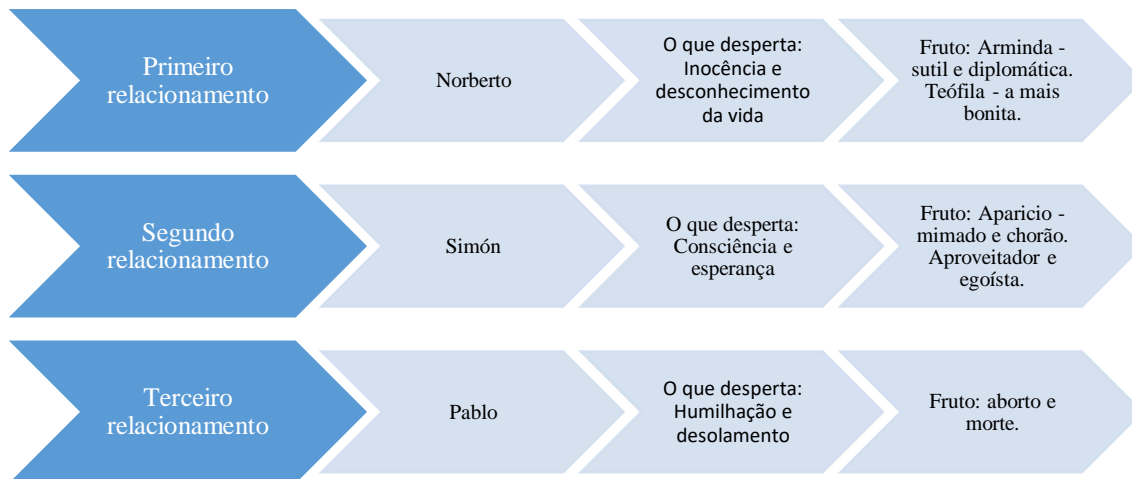 Primeiro
relacionamento
Norberto
O que desperta:
Inocência e
desconhecimento
da vida
Fruto: Arminda -
sutil e diplomática.
Teófila - a mais
bonita.
Segundo
relacionamento
Simón
O que desperta:
Consciência e
esperança
Fruto: Aparicio -
mimado e chorão.
Aproveitador e
egoísta.
Terceiro
relacionamento
Pablo
O que desperta:
Humilhação e
desolamento
Fruto: aborto e
morte.